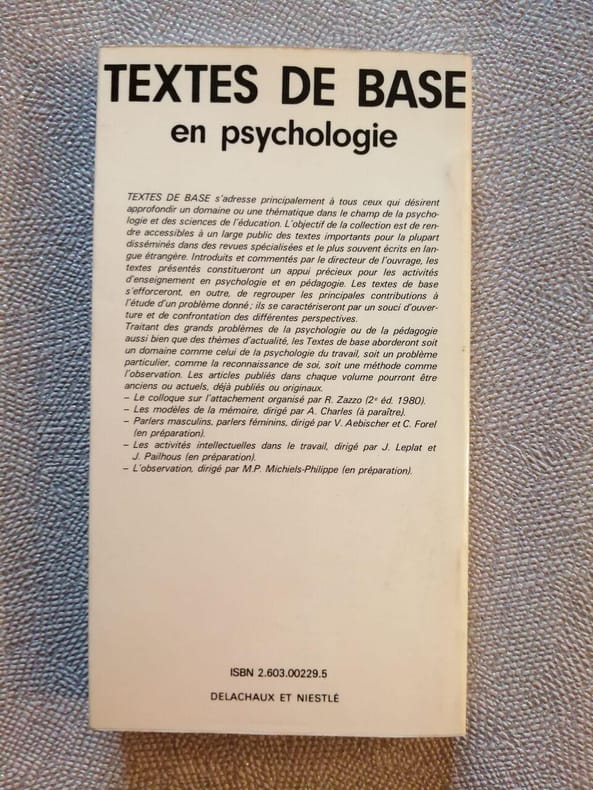 TEXTES DE BASE
en psychologie
TEXTES DE BASE s'adresse principalement à tous ceux qui désirent
approfondir un domaine ou une thématique dans le champ de la psycho-
logie et des sciences de l'éducation. L'objectif de la collection est de ren-
dre accessibles à un large public des textes importants pour la plupart
disséminés dans des revues spécialisées et le plus souvent écrits en lan-
gue étrangère. Introduits et commentés par le directeur de l'ouvrage, les
textes présentés constitueront un appui précieux pour les activités
d'enseignement en psychologie et en pédagogie. Les textes de base
s'efforceront, en outre, de regrouper les principales contributions à
l'étude d'un problème donné; ils se caractériseront par un souci d'ouver-
ture et de confrontation des différentes perspectives.
Traitant des grands problèmes de la psychologie ou de la pédagogie
aussi bien que des thèmes d'actualité, les Textes de base aborderont soit
un domaine comme celui de la psychologie du travail, soit un problème
particulier, comme la reconnaissance de soi, soit une méthode comme
l'observation. Les articles publiés dans chaque volume pourront être
anciens ou actuels, déjà publiés ou originaux.
– Le colloque sur l'attachement organisé par R. Zazzo (2e éd. 1980).
– Les modèles de la mémoire, dirigé par A. Charles (à paraître).
– Parlers masculins, parlers féminins, dirigé par V. Aebischer et C. Forel
(en préparation).
– Les activités intellectuelles dans le travail, dirigé par J. Leplat et
J. Pailhous (en préparation).
– L'observation, dirigé par M.P. Michiels-Philippe (en préparation).
ISBN 2.603.00229.5
DELACHAUX ET NIESTLÉ